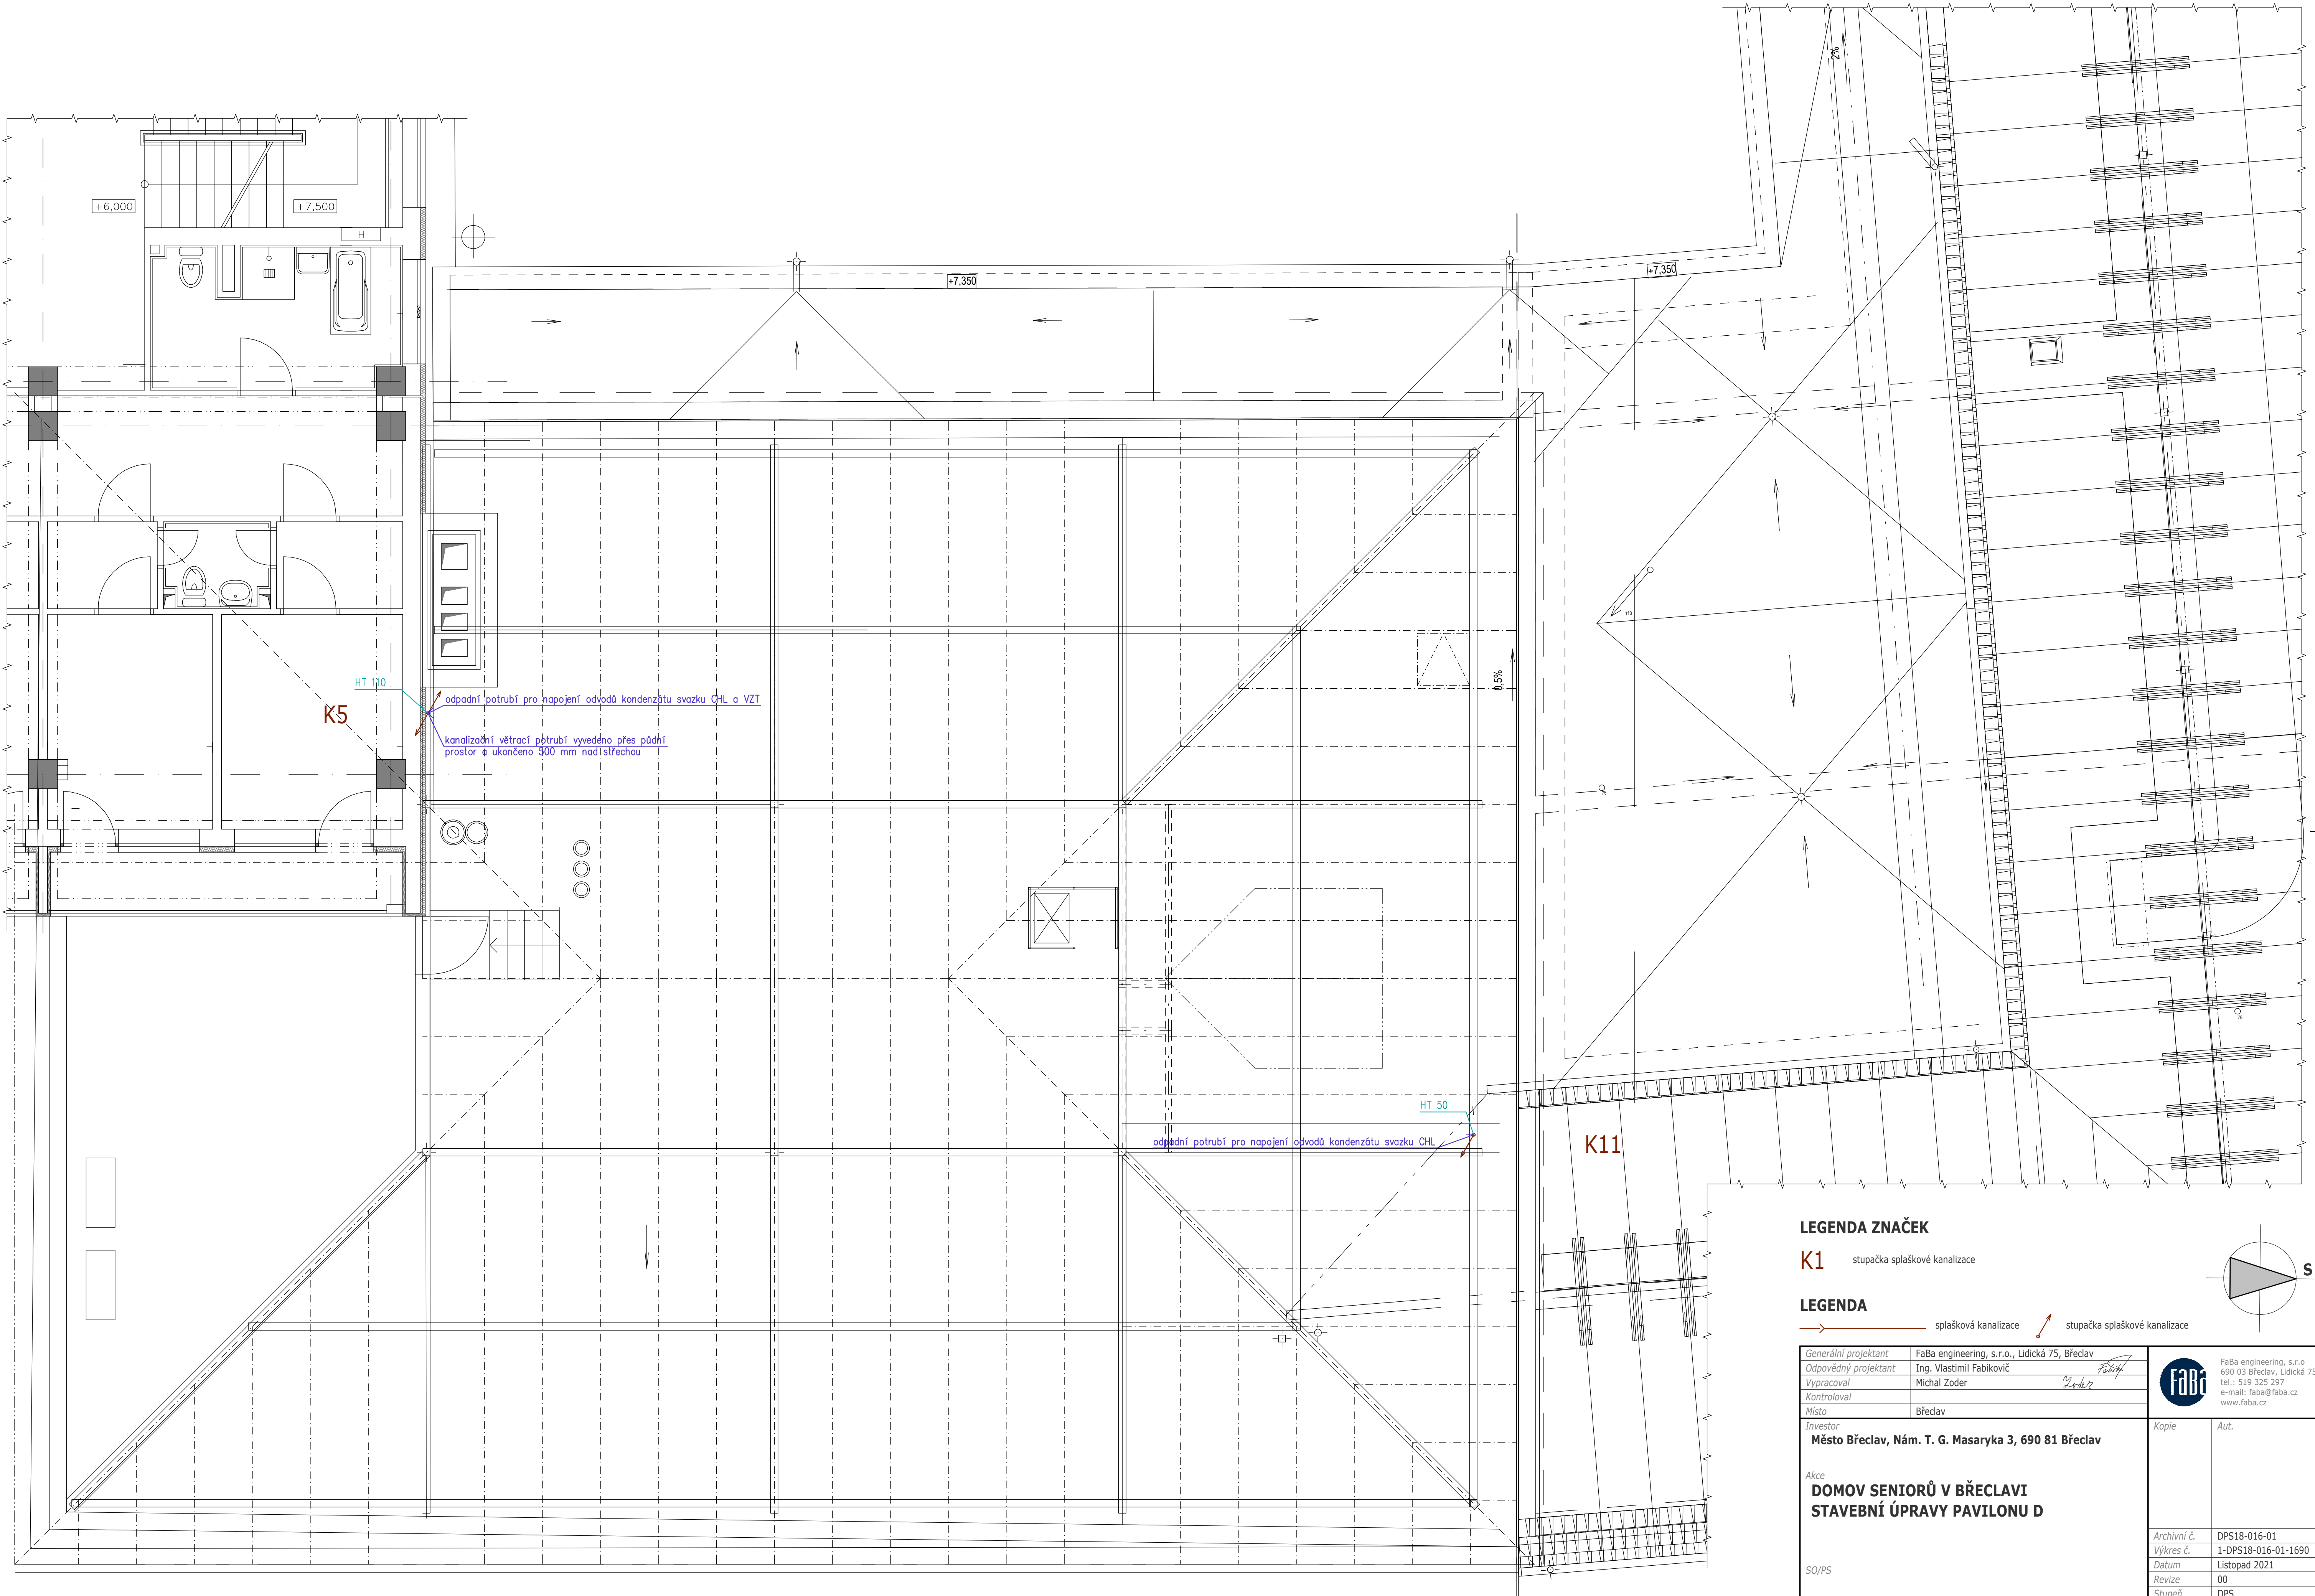 2%
+6,000
+7,500
H
+7,350
+7,350
110
HT 110
K5
odpadní potrubí pro napojení odvodů kondenzátu svazku CHL a VZT
kanalizační větrací potrubí vyvedeno přes půdní
prostor a ukončeno 500 mm nad střechou
0,5%
75
75
HT 50
odpadní potrubí pro napojení odvodů kondenzátu svazku CHL
K11
LEGENDA ZNAČEK
K1 stupačka splaškové kanalizace
S
LEGENDA
splašková kanalizace stupačka splaškové kanalizace
Generální projektant FaBa engineering, s.r.o., Lidická 75, Břeclav
Odpovědný projektant Ing. Vlastimil Fabikovič
Vypracoval Michal Zoder
Kontroloval
Místo Břeclav
FaBa
FaBa engineering, s.r.o
690 03 Břeclav, Lidická 75
tel.: 519 325 297
e-mail: faba@faba.cz
www.faba.cz
Investor
Město Břeclav, Nám. T. G. Masaryka 3, 690 81 Břeclav
Kopie Aut.
Akce
DOMOV SENIORŮ V BŘECLAVI
STAVEBNÍ ÚPRAVY PAVILONU D
SO/PS
Archivní č. DPS18-016-01
Výkres č. 1-DPS18-016-01-1690
Datum Listopad 2021
Revize 00
Stupeň DPS